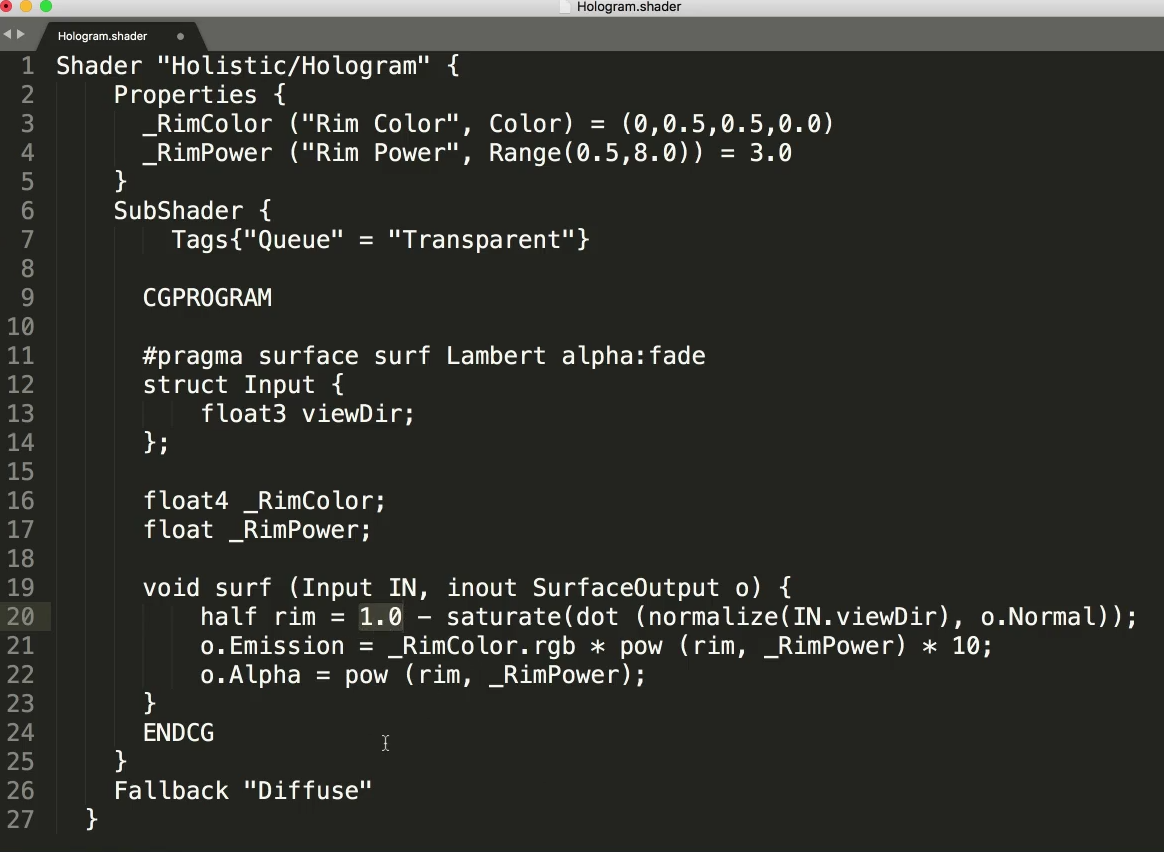 Hologram.shader
Hologram.shader
1 Shader "Holistic/Hologram" {
2 Properties {
3 _RimColor ("Rim Color", Color) = (0,0.5,0.5,0.0)
4 _RimPower ("Rim Power", Range(0.5,8.0)) = 3.0
5 }
6 SubShader {
7 Tags{"Queue" = "Transparent"}
8
9 CGPROGRAM
10
11 #pragma surface surf Lambert alpha:fade
12 struct Input {
13 float3 viewDir;
14 };
15
16 float4 _RimColor;
17 float _RimPower;
18
19 void surf (Input IN, inout SurfaceOutput o) {
20 half rim = 1.0 - saturate(dot (normalize(IN.viewDir), o.Normal));
21 o.Emission = _RimColor.rgb * pow (rim, _RimPower) * 10;
22 o.Alpha = pow (rim, _RimPower);
23 }
24 ENDCG
25 }
26 Fallback "Diffuse"
27 }